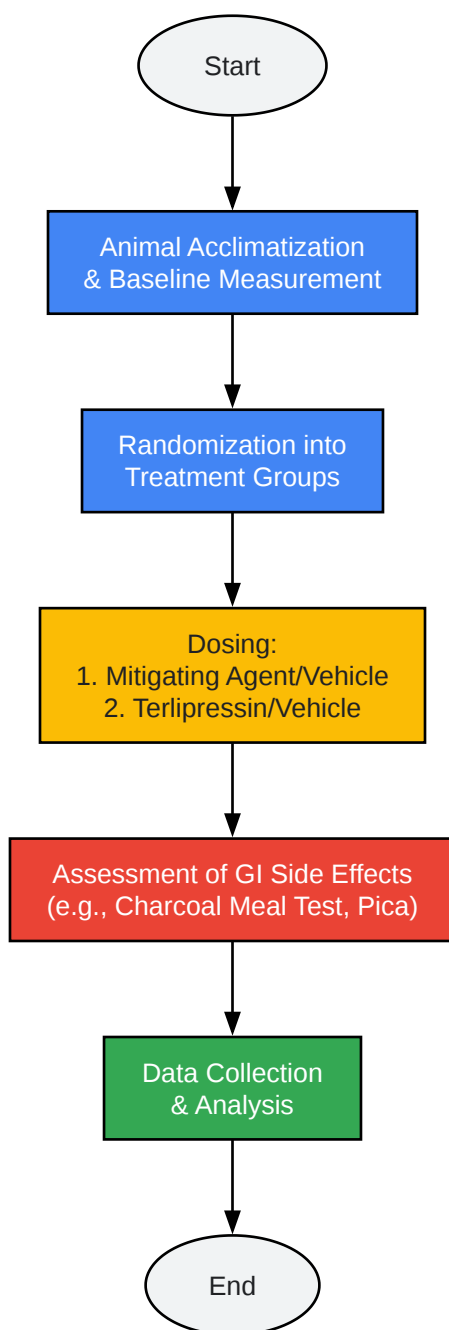 Start
Animal Acclimatization
& Baseline Measurement
Randomization into
Treatment Groups
Dosing:
1. Mitigating Agent/Vehicle
2. Terlipressin/Vehicle
Assessment of GI Side Effects
(e.g., Charcoal Meal Test, Pica)
Data Collection
& Analysis
End